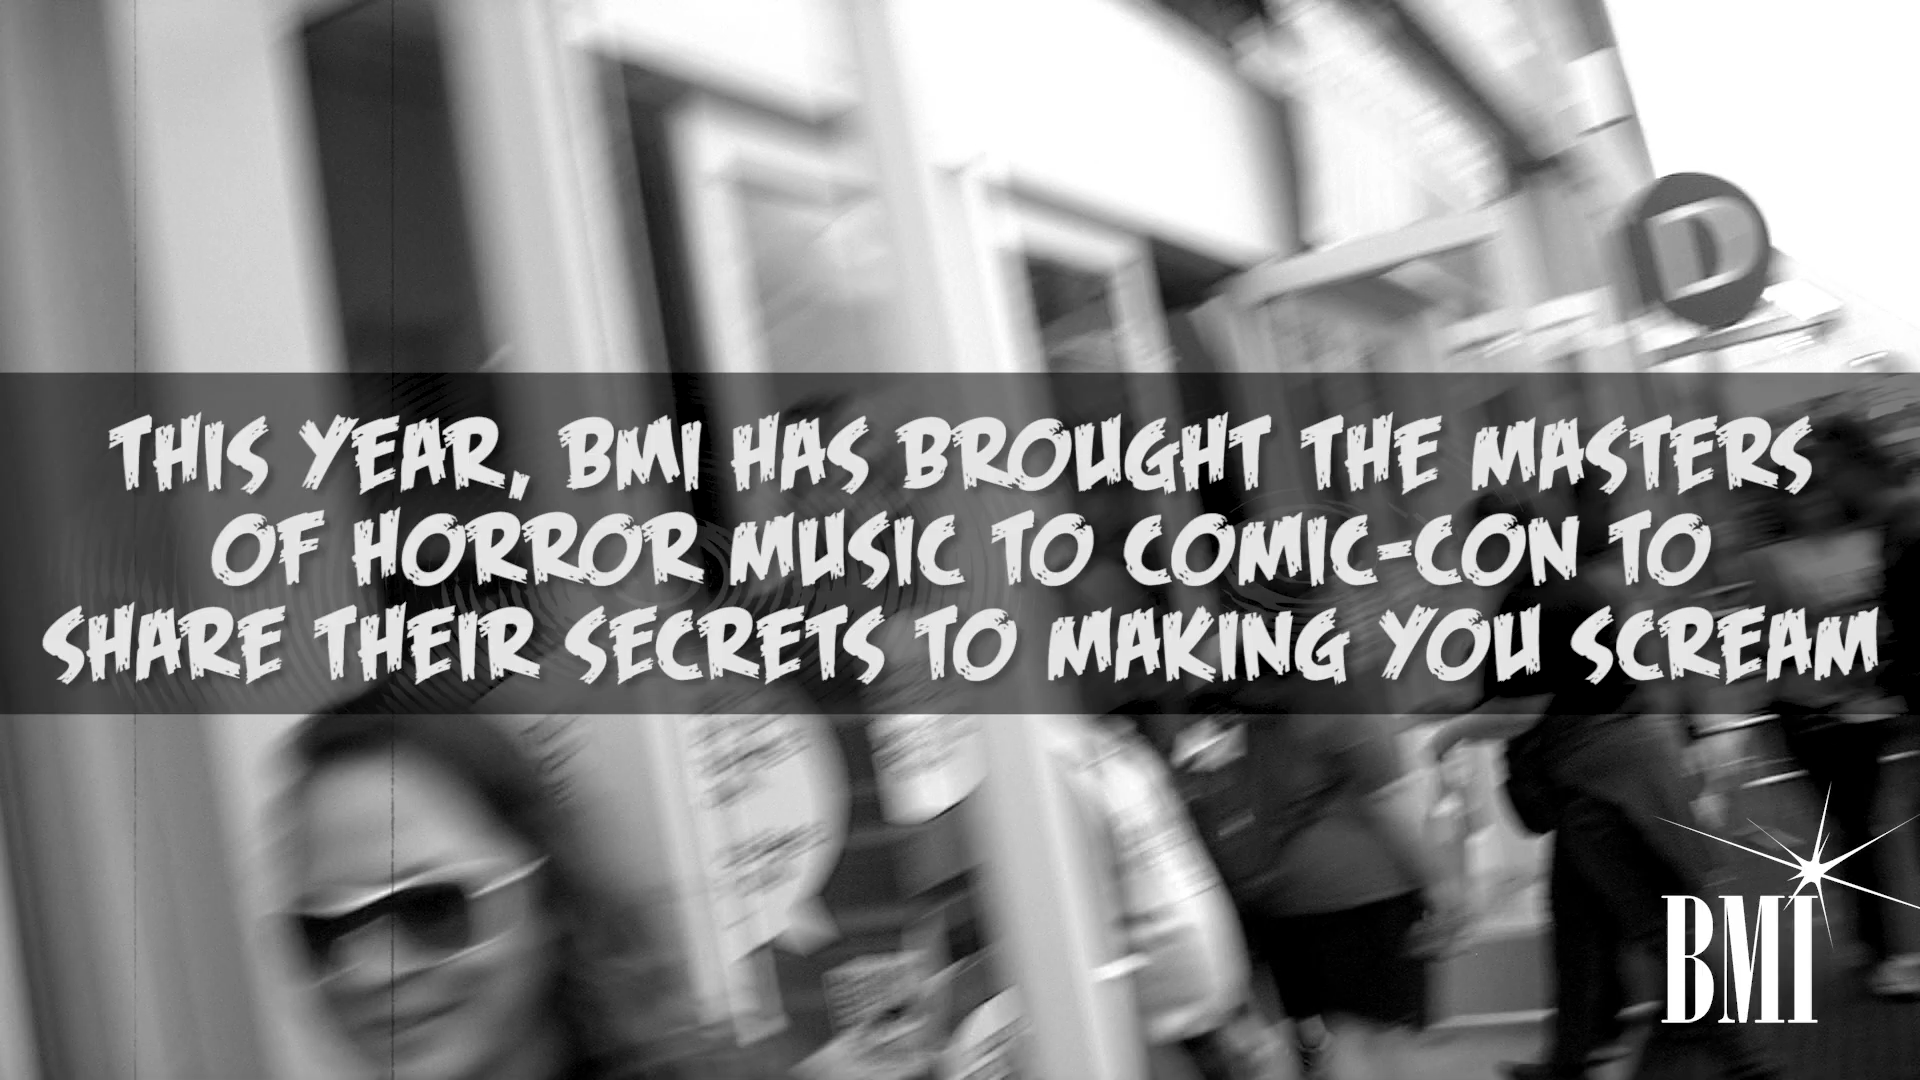 D
THIS YEAR, BMI HAS BROUGHT THE MASTERS
OF HORROR MUSIC TO COMIC-CON TO
SHARE THEIR SECRETS TO MAKING YOU SCREAM
BMI